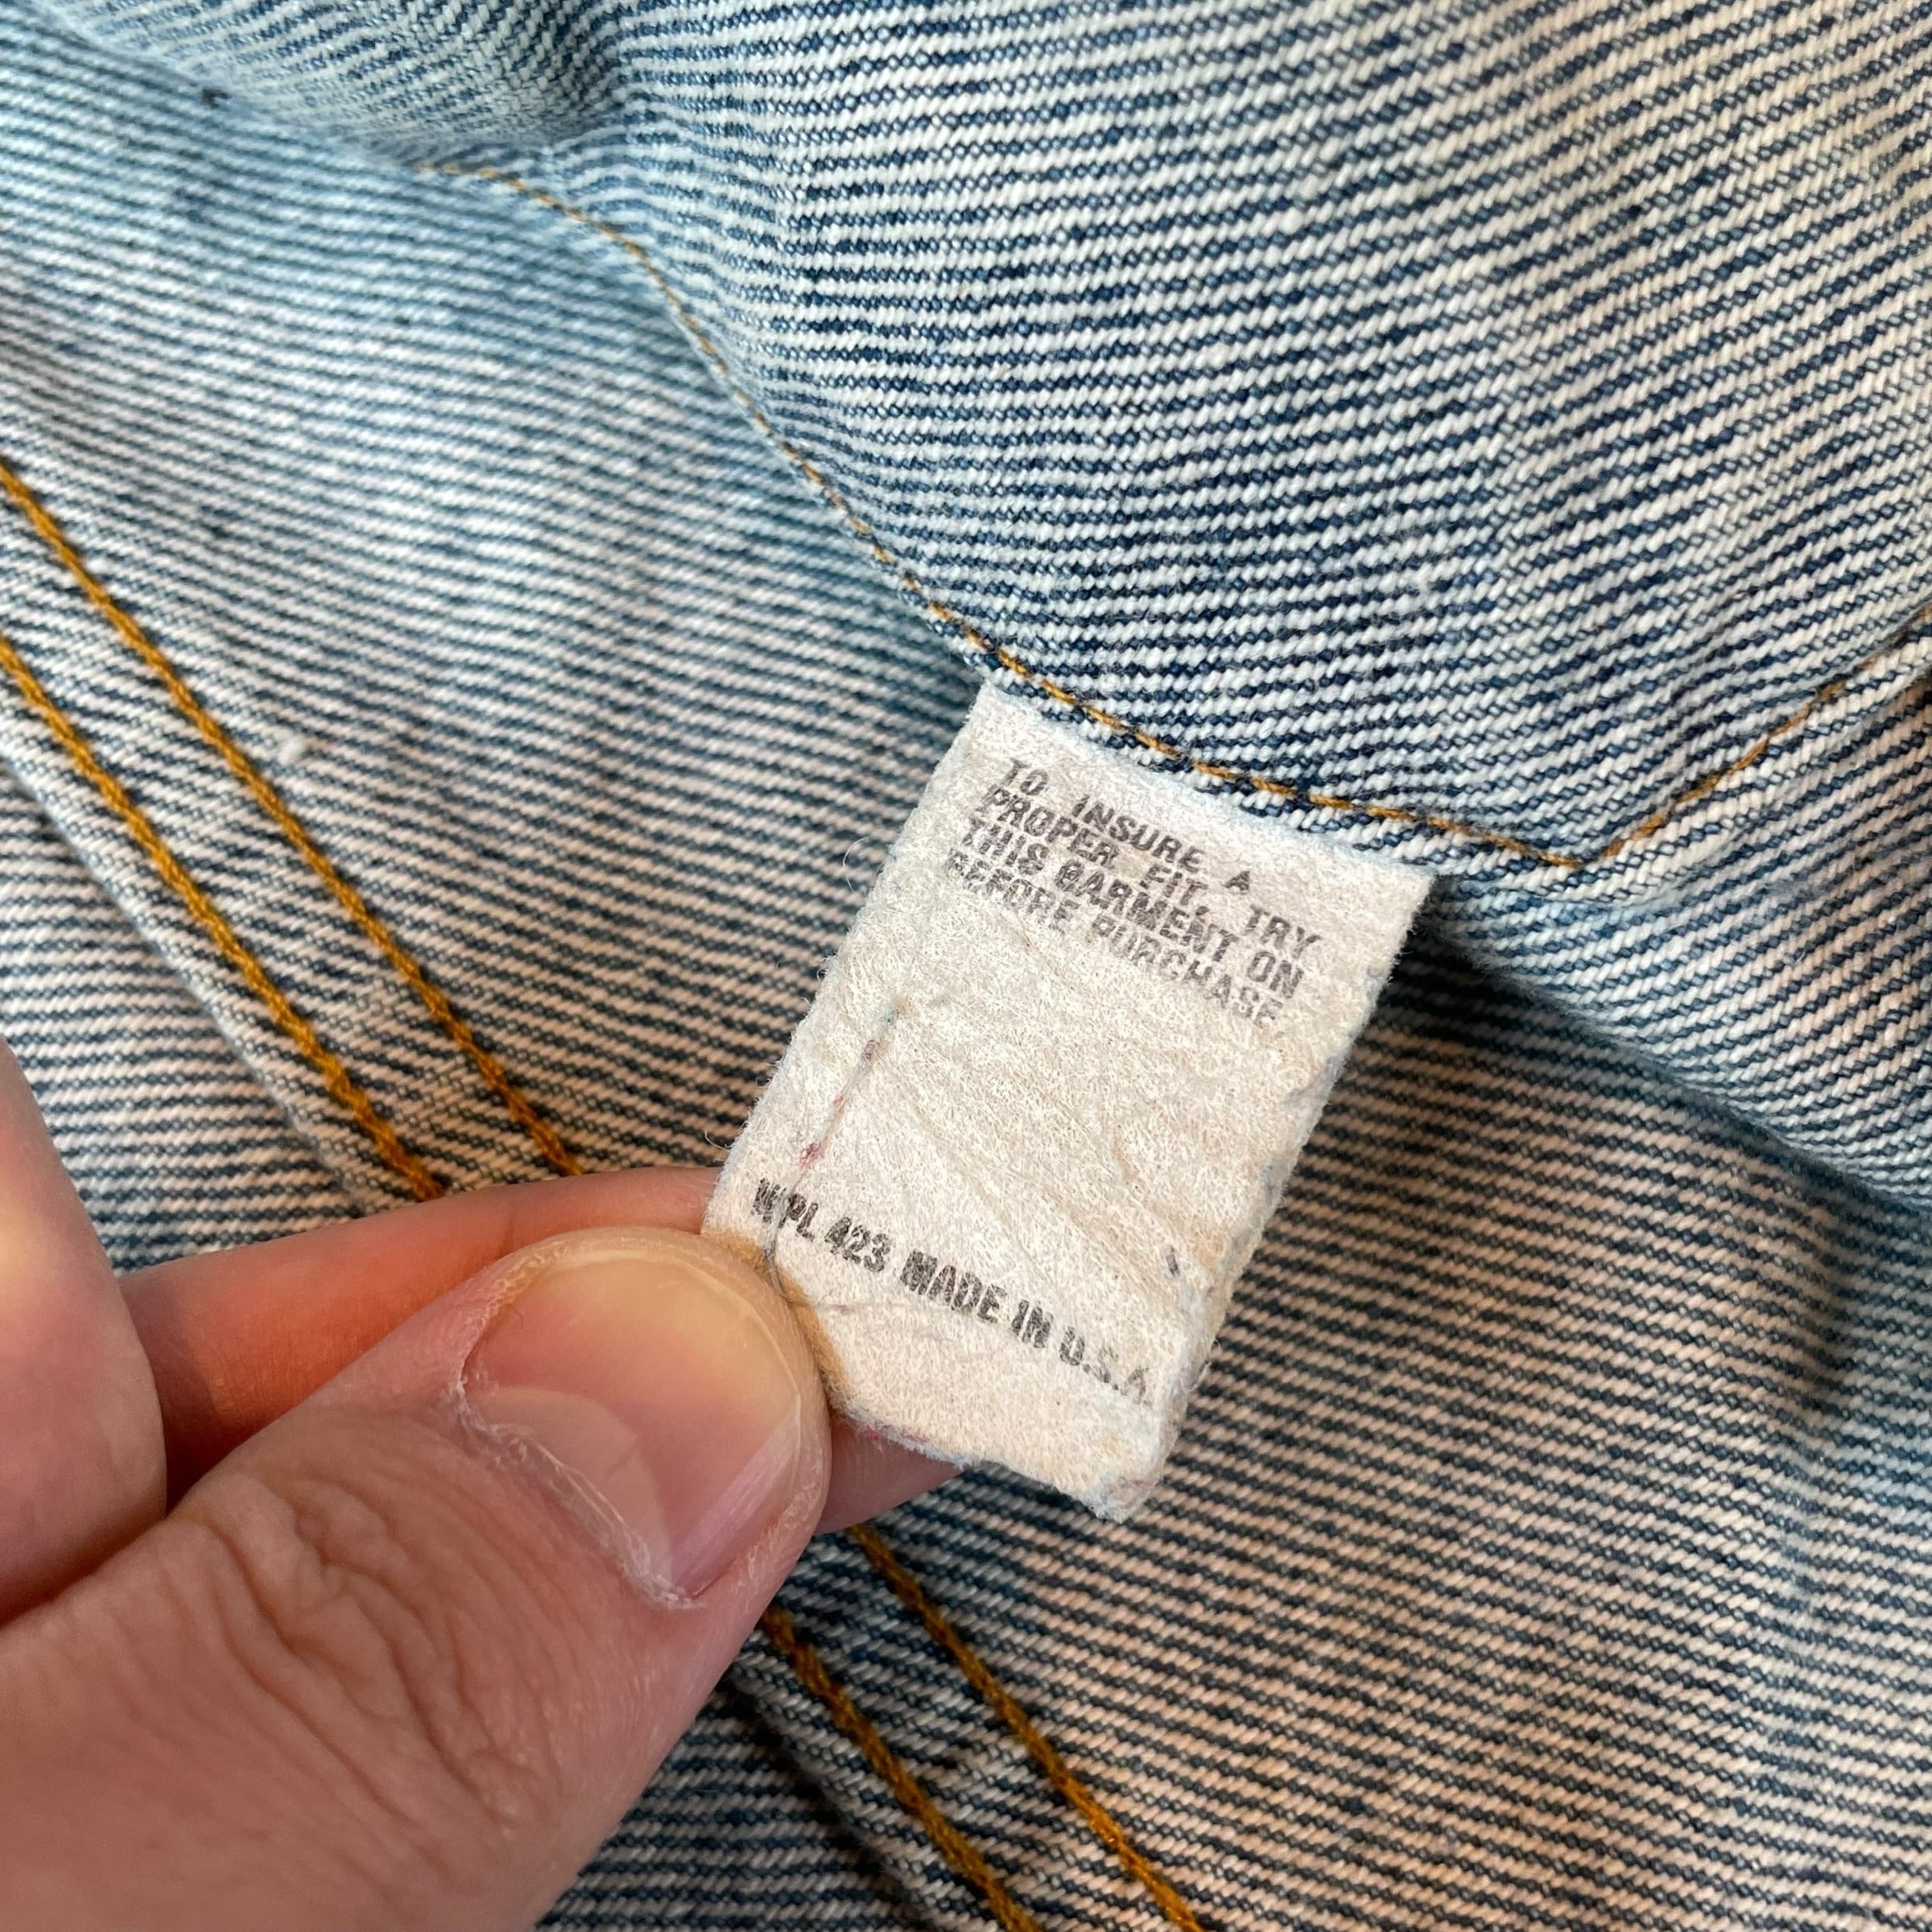 TO INSURE A
PROPER FIT, TRY
THIS GARMENT ON
BEFORE PURCHASE
WPL 423 MADE IN U.S.A.